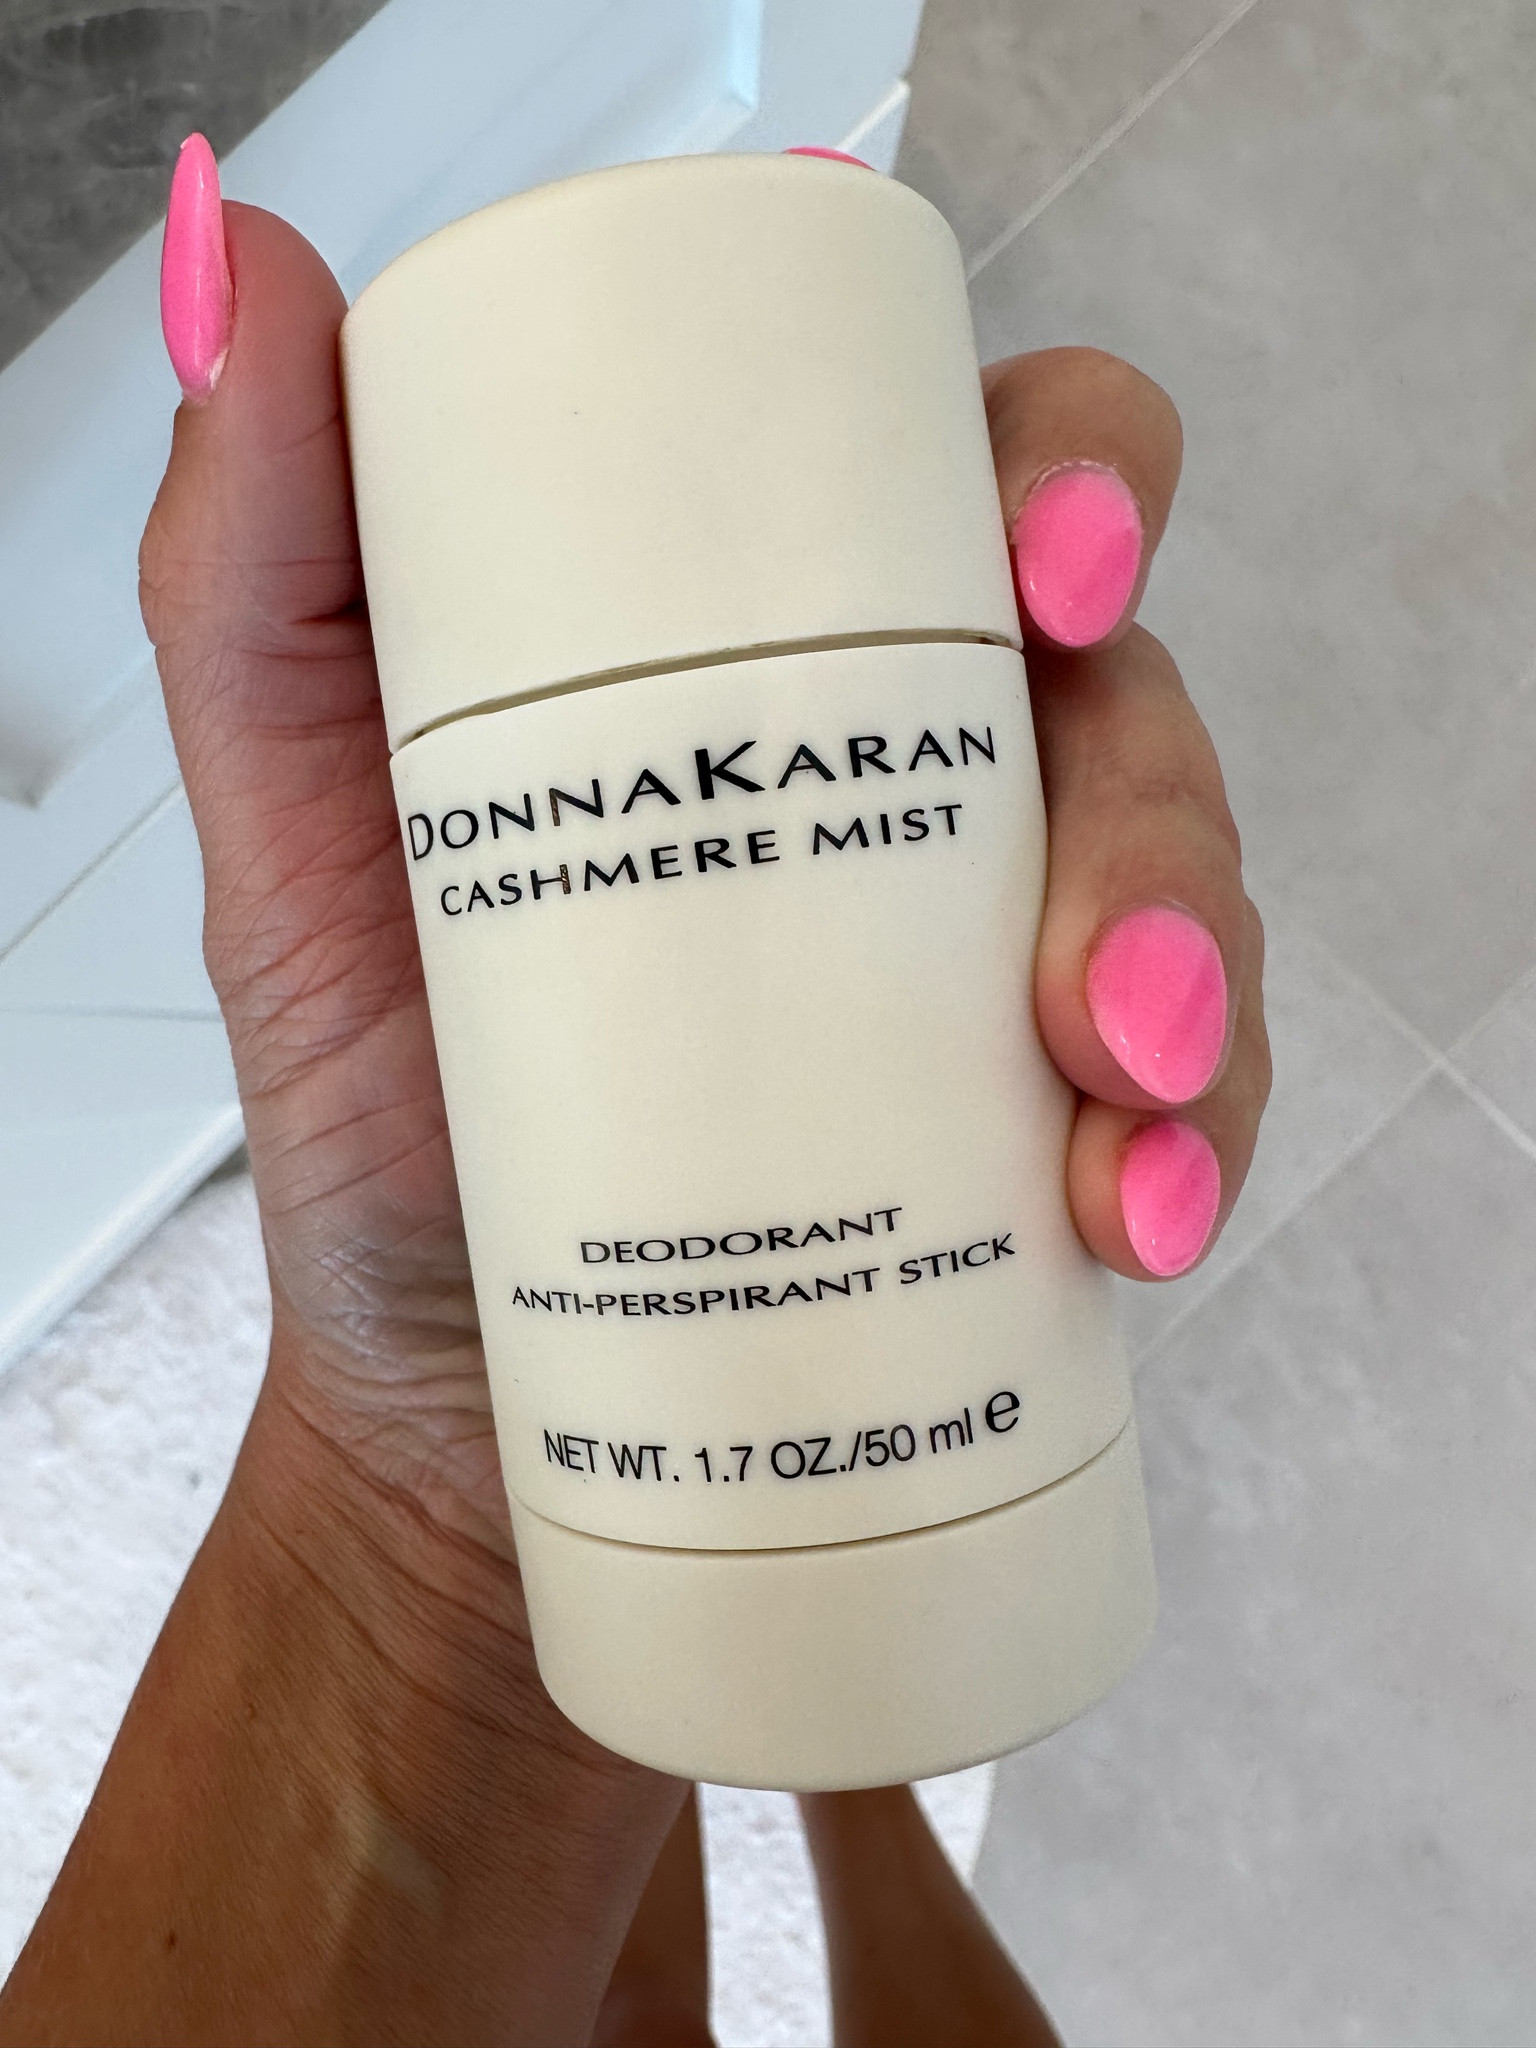 DONNAKARAN
CASHMERE MIST
DEODORANT
ANTI-PERSPIRANT STICK
NET WT. 1.7 OZ./50 ml e